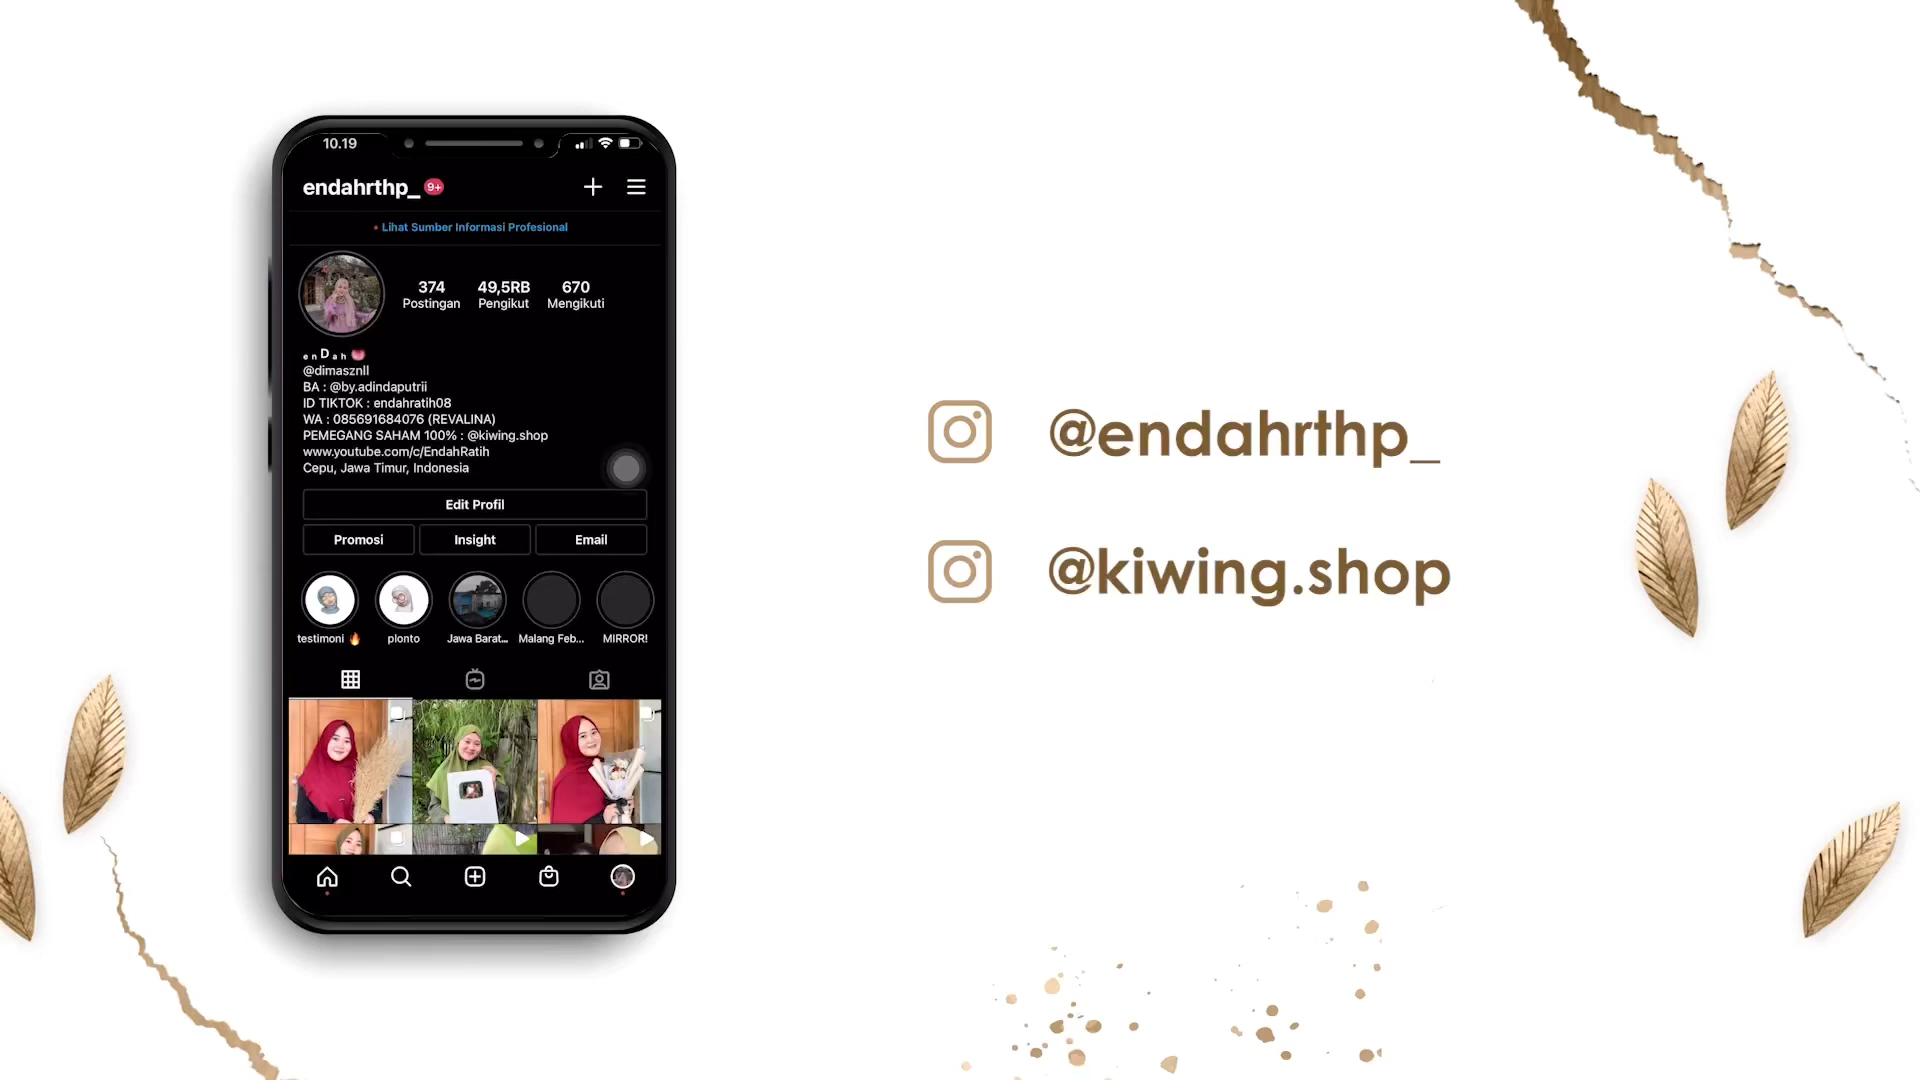 10.19
endahrthp_ 9+
Lihat Sumber Informasi Profesional
374 49,5RB 670
Postingan Pengikut Mengikuti
ₑₙDₐₕ 👅
@dimasznll
BA : @by.adindaputrii
ID TIKTOK : endahratih08
WA : 085691684076 (REVALINA)
PEMEGANG SAHAM 100% : @kiwing.shop
www.youtube.com/c/EndahRatih
Cepu, Jawa Timur, Indonesia
Edit Profil
Promosi Insight Email
testimoni 🔥 plonto Jawa Barat... Malang Feb... MIRROR!
@endahrthp_
@kiwing.shop